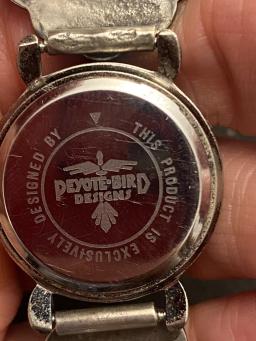 THIS PRODUCT IS EXCLUSIVELY DESIGNED BY
PEYOTE-BIRD
DESIGNS